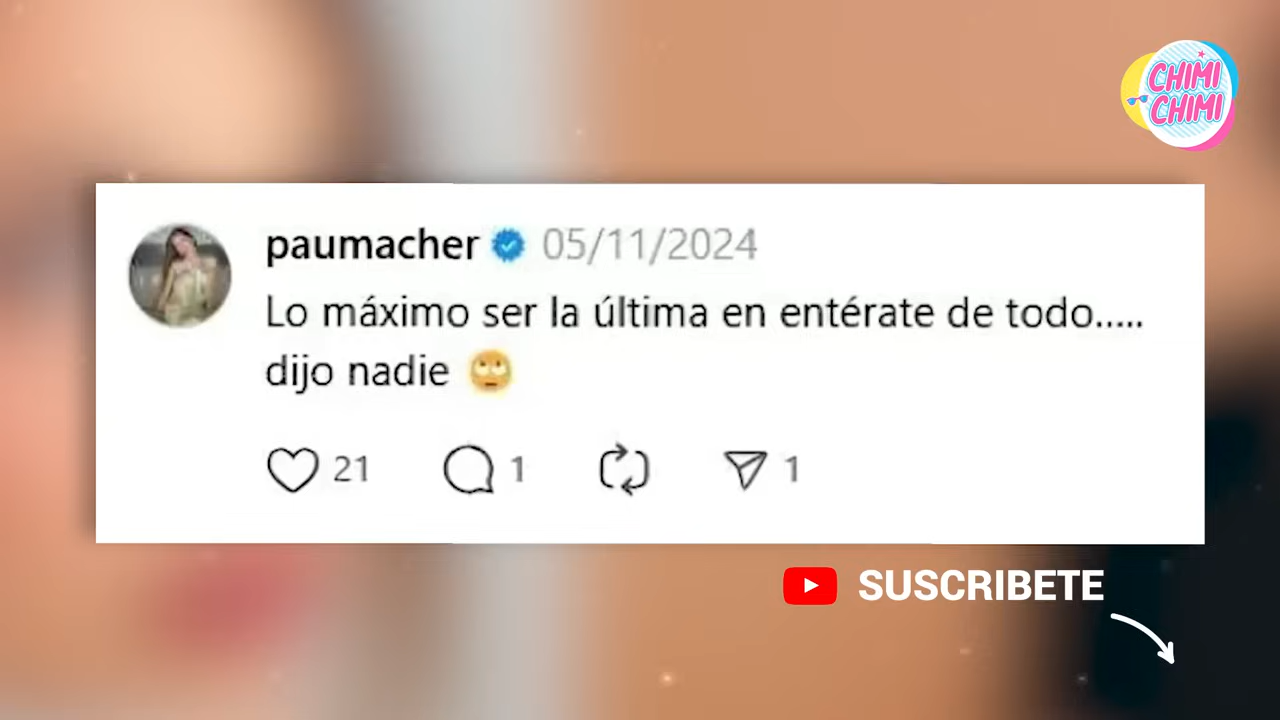 CHIMI
CHIMI
paumacher 05/11/2024
Lo máximo ser la última en entérate de todo.....
dijo nadie 🙄
21 1 1
SUSCRIBETE